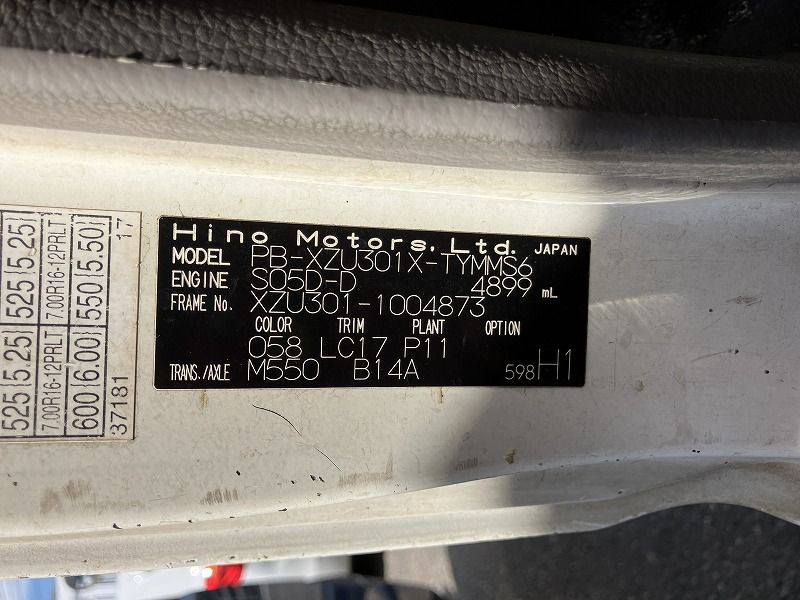 Hino Motors, Ltd. JAPAN
MODEL PB-XZU301X-TYMMS6
ENGINE S05D-D 4899 mL
FRAME No. XZU301-1004873
COLOR TRIM PLANT OPTION
058 LC17 P11
TRANS./AXLE M550 B14A 598H1
525(5.25)
7.00R16-12PRLT
600(6.00)
37181
525(5.25)
7.00R16-12PRLT
550(5.50)
17